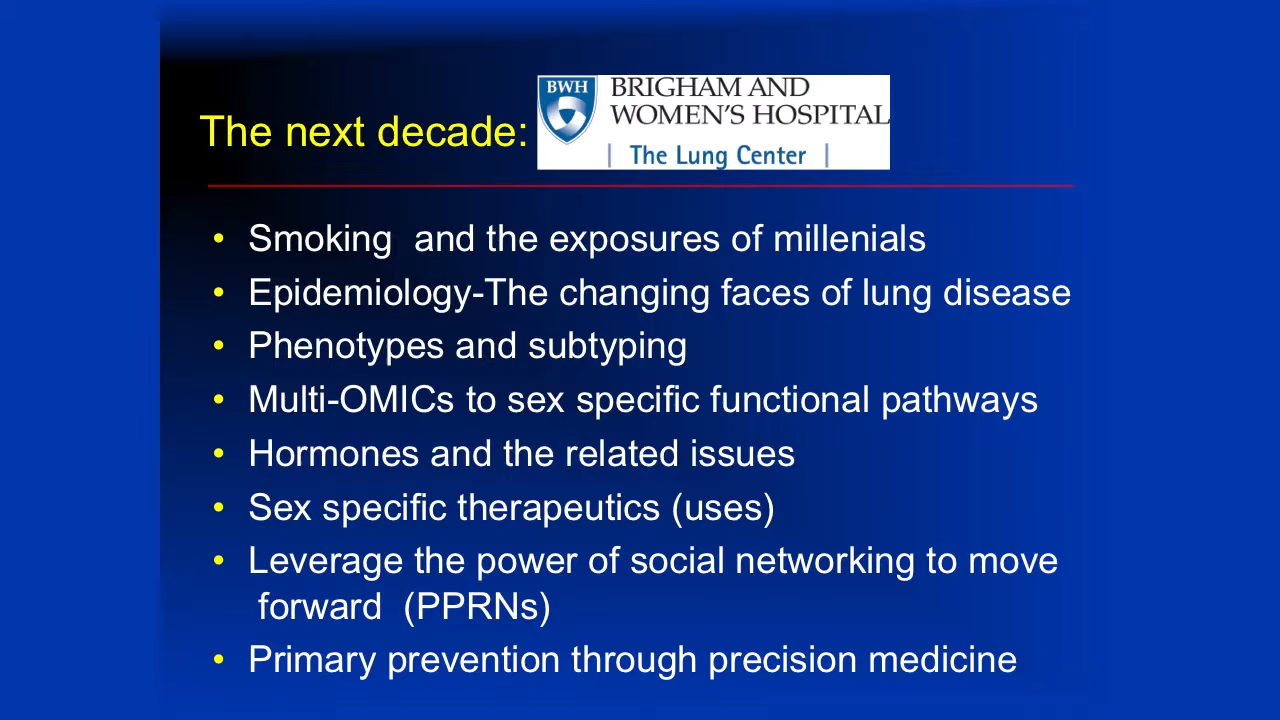 BWH
BRIGHAM AND
WOMEN'S HOSPITAL
The next decade:
| The Lung Center |
• Smoking  and the exposures of millenials
• Epidemiology-The changing faces of lung disease
• Phenotypes and subtyping
• Multi-OMICs to sex specific functional pathways
• Hormones and the related issues
• Sex specific therapeutics (uses)
• Leverage the power of social networking to move
forward  (PPRNs)
• Primary prevention through precision medicine